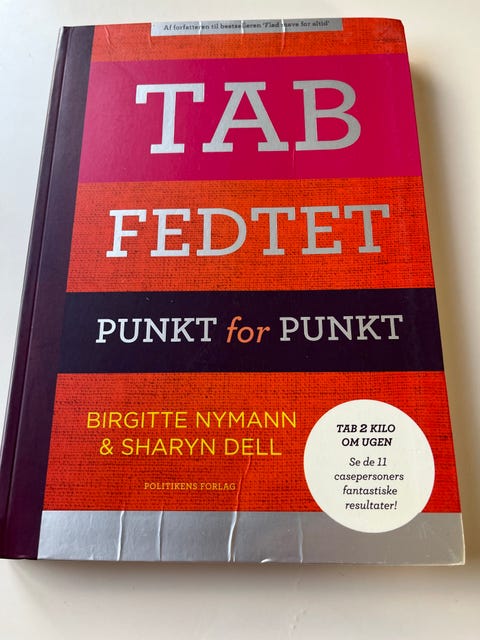 Af forfatteren til bestselleren 'Flad mave for altid'
TAB
FEDTET
PUNKT for PUNKT
BIRGITTE NYMANN
& SHARYN DELL
POLITIKENS FORLAG
TAB 2 KILO
OM UGEN
Se de 11
casepersoners
fantastiske
resultater!